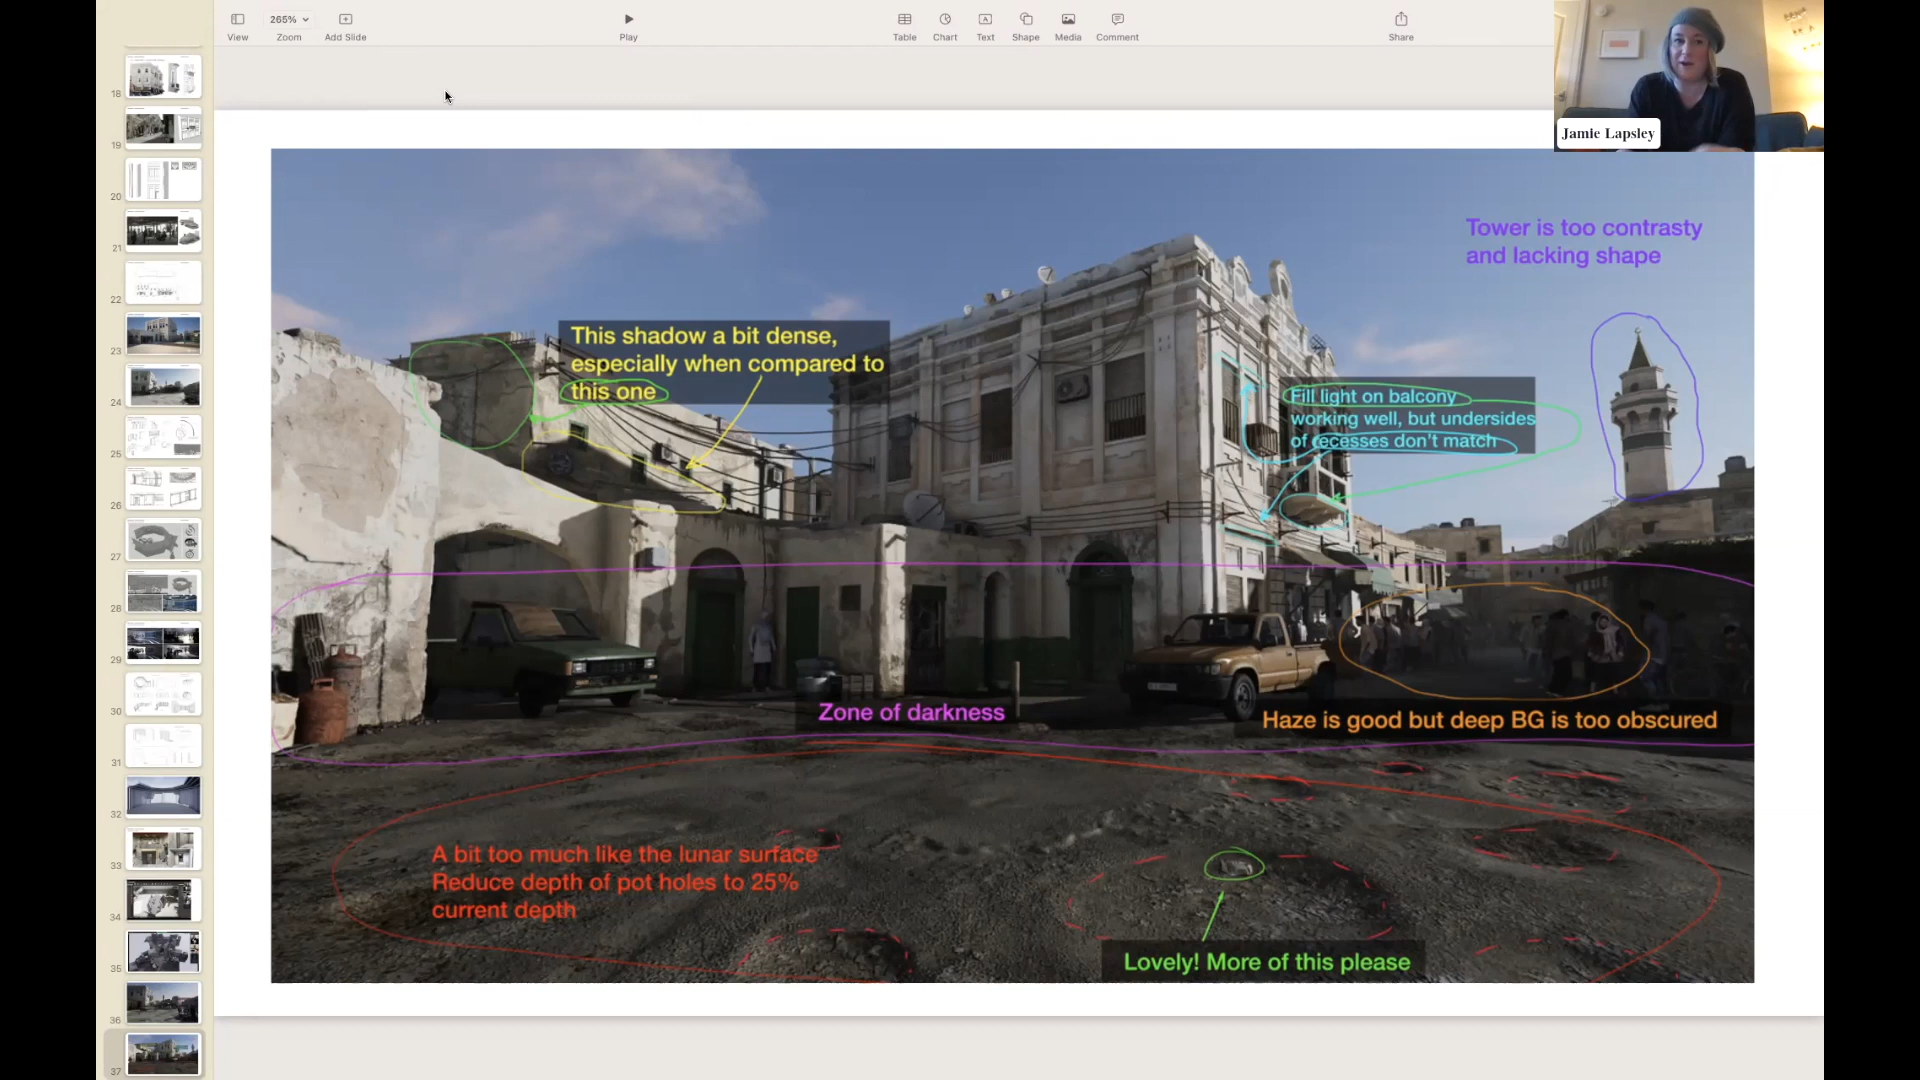 265%
View
Zoom
Add Slide
Play
Table
Chart
Text
Shape
Media
Comment
Share
Jamie Lapsley
18
19
20
21
22
23
24
25
26
27
28
29
30
31
32
33
34
35
36
37
Tower is too contrasty
and lacking shape
This shadow a bit dense,
especially when compared to
this one
Fill light on balcony
working well, but undersides
of recesses don't match
Zone of darkness
Haze is good but deep BG is too obscured
A bit too much like the lunar surface
Reduce depth of pot holes to 25%
current depth
Lovely! More of this please